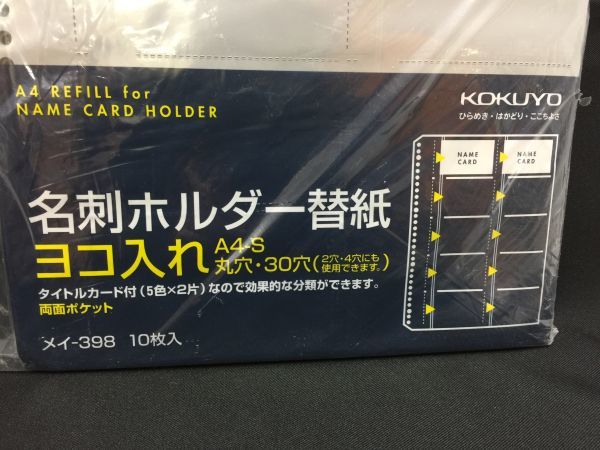 A4 REFILL for
NAME CARD HOLDER
KOKUYO
ひらめき・はかどり・ここちよさ
NAME
CARD
NAME
CARD
名刺ホルダー替紙
ヨコ入れ A4-S
丸穴・30穴(2穴・4穴にも
使用できます。)
タイトルカード付(5色×2片)なので効果的な分類ができます。
両面ポケット
メイ-398 10枚入